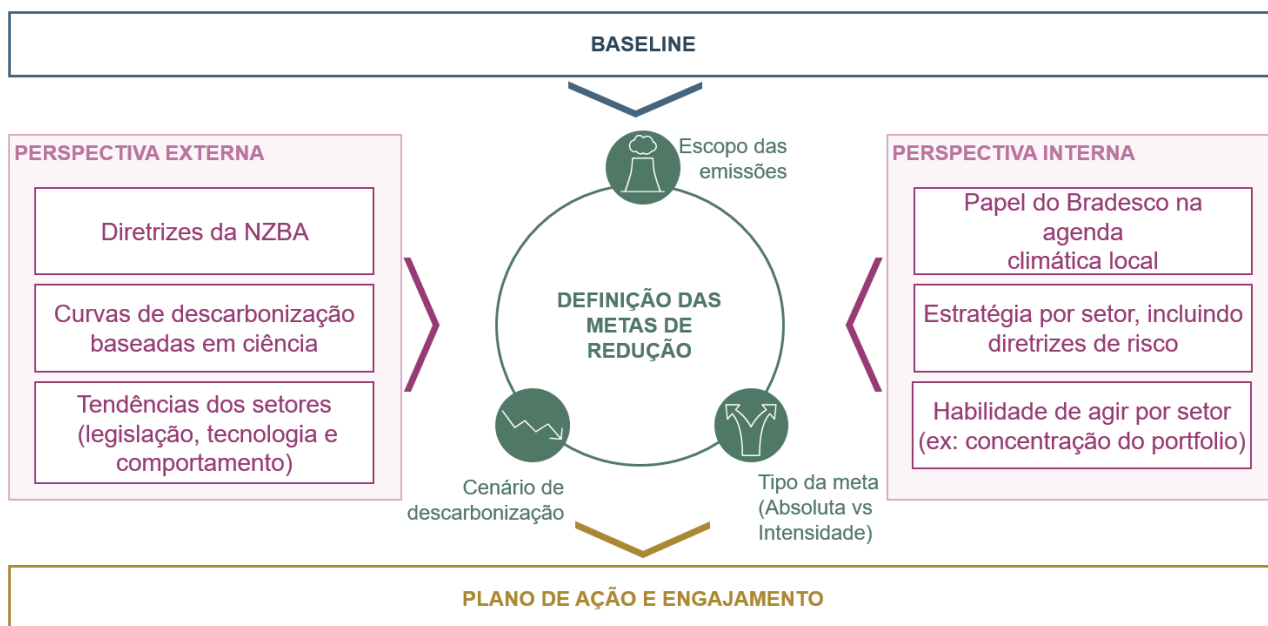 BASELINE
PERSPECTIVA EXTERNA
Diretrizes da NZBA
Curvas de descarbonização
baseadas em ciência
Tendências dos setores
(legislação, tecnologia e
comportamento)
Escopo das
emissões
DEFINIÇÃO DAS
METAS DE
REDUÇÃO
Cenário de
descarbonização
Tipo da meta
(Absoluta vs
Intensidade)
PERSPECTIVA INTERNA
Papel do Bradesco na
agenda
climática local
Estratégia por setor, incluindo
diretrizes de risco
Habilidade de agir por setor
(ex: concentração do portfolio)
PLANO DE AÇÃO E ENGAJAMENTO